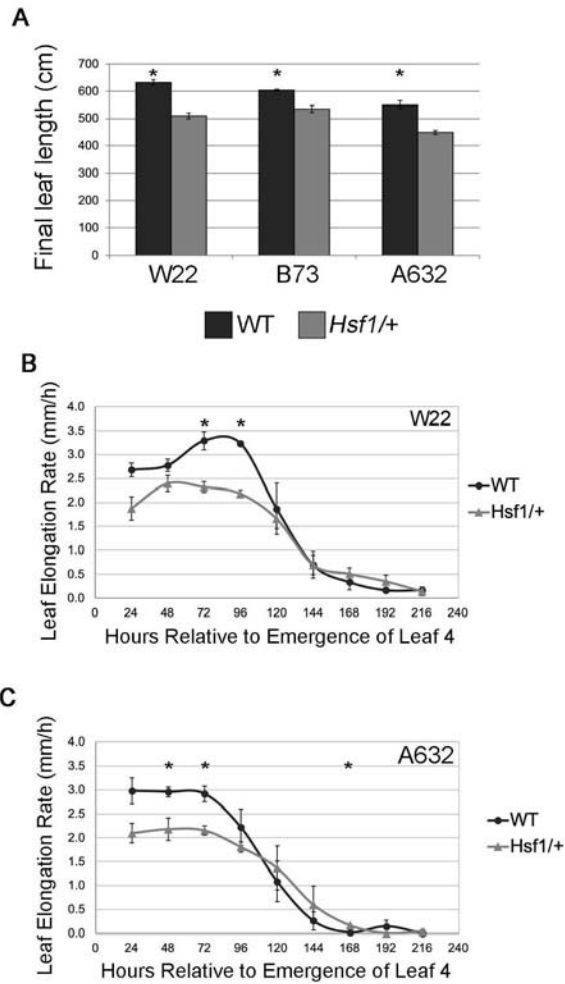 A
Final leaf length (cm)
700
600
500
400
300
200
100
0
* * *
W22 B73 A632
WT Hsf1/+
B
Leaf Elongation Rate (mm/h)
4.0
3.5
3.0
2.5
2.0
1.5
1.0
0.5
0.0
* *
W22
WT
Hsf1/+
0 24 48 72 96 120 144 168 192 216 240
Hours Relative to Emergence of Leaf 4
C
Leaf Elongation Rate (mm/h)
4.0
3.5
3.0
2.5
2.0
1.5
1.0
0.5
0.0
* * *
A632
WT
Hsf1/+
0 24 48 72 96 120 144 168 192 216 240
Hours Relative to Emergence of Leaf 4